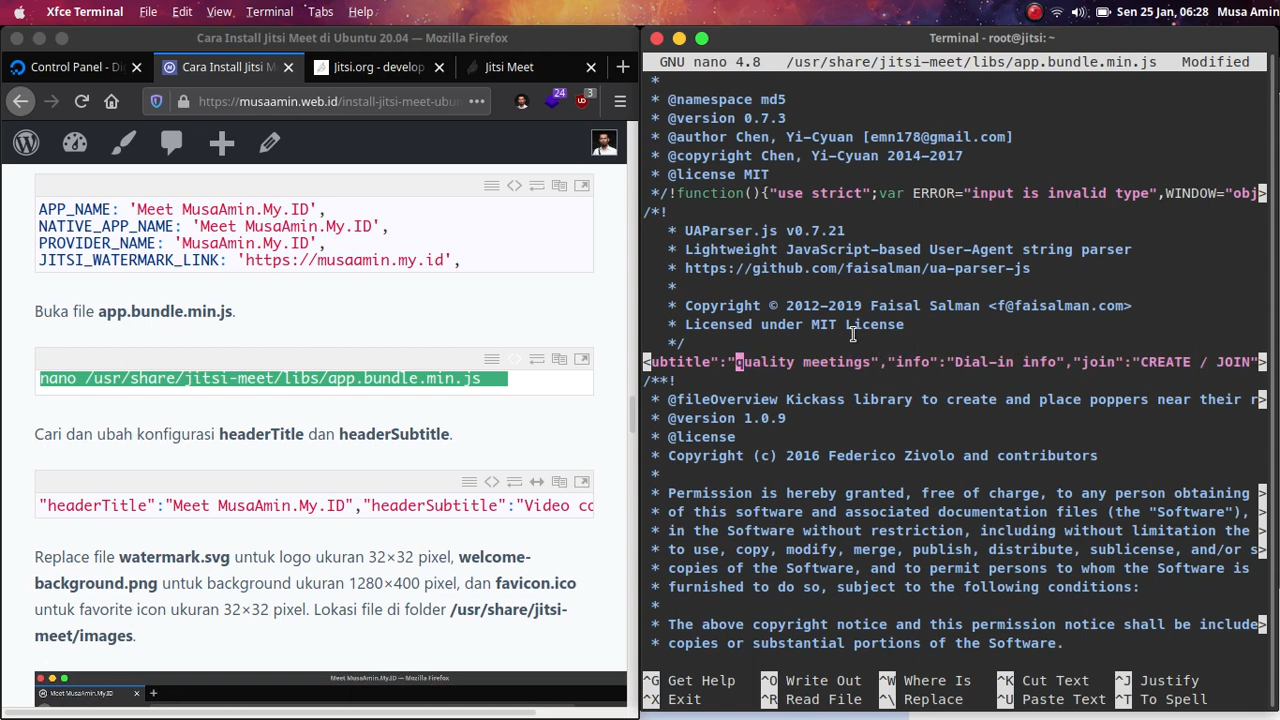 Xfce Terminal File Edit View Terminal Tabs Help
Sen 25 Jan, 06:28 Musa Amin
Cara Install Jitsi Meet di Ubuntu 20.04 — Mozilla Firefox
Control Panel - Di
Cara Install Jitsi M
Jitsi.org - develop
Jitsi Meet
https://musaamin.web.id/install-jitsi-meet-ubun
24
3
APP_NAME: 'Meet MusaAmin.My.ID',
NATIVE_APP_NAME: 'Meet MusaAmin.My.ID',
PROVIDER_NAME: 'MusaAmin.My.ID',
JITSI_WATERMARK_LINK: 'https://musaamin.my.id',
Buka file app.bundle.min.js.
nano /usr/share/jitsi-meet/libs/app.bundle.min.js
Cari dan ubah konfigurasi headerTitle dan headerSubtitle.
"headerTitle":"Meet MusaAmin.My.ID","headerSubtitle":"Video co
Replace file watermark.svg untuk logo ukuran 32×32 pixel, welcome-
background.png untuk background ukuran 1280×400 pixel, dan favicon.ico
untuk favorite icon ukuran 32×32 pixel. Lokasi file di folder /usr/share/jitsi-
meet/images.
Meet MusaAmin.My.ID — Mozilla Firefox
Meet MusaAmin.My.ID
Terminal - root@jitsi: ~
GNU nano 4.8 /usr/share/jitsi-meet/libs/app.bundle.min.js Modified
*
* @namespace md5
* @version 0.7.3
* @author Chen, Yi-Cyuan [emn178@gmail.com]
* @copyright Chen, Yi-Cyuan 2014-2017
* @license MIT
*/!function(){"use strict";var ERROR="input is invalid type",WINDOW="obj>
/*!
* UAParser.js v0.7.21
* Lightweight JavaScript-based User-Agent string parser
* https://github.com/faisalman/ua-parser-js
*
* Copyright © 2012-2019 Faisal Salman <f@faisalman.com>
* Licensed under MIT License
*/
<ubtitle":"quality meetings","info":"Dial-in info","join":"CREATE / JOIN">
/**!
* @fileOverview Kickass library to create and place poppers near their r>
* @version 1.0.9
* @license
* Copyright (c) 2016 Federico Zivolo and contributors
*
* Permission is hereby granted, free of charge, to any person obtaining >
* of this software and associated documentation files (the "Software"), >
* in the Software without restriction, including without limitation the >
* to use, copy, modify, merge, publish, distribute, sublicense, and/or s>
* copies of the Software, and to permit persons to whom the Software is >
* furnished to do so, subject to the following conditions:
*
* The above copyright notice and this permission notice shall be include>
* copies or substantial portions of the Software.
^G Get Help ^O Write Out ^W Where Is ^K Cut Text ^J Justify
^X Exit ^R Read File ^\ Replace ^U Paste Text ^T To Spell